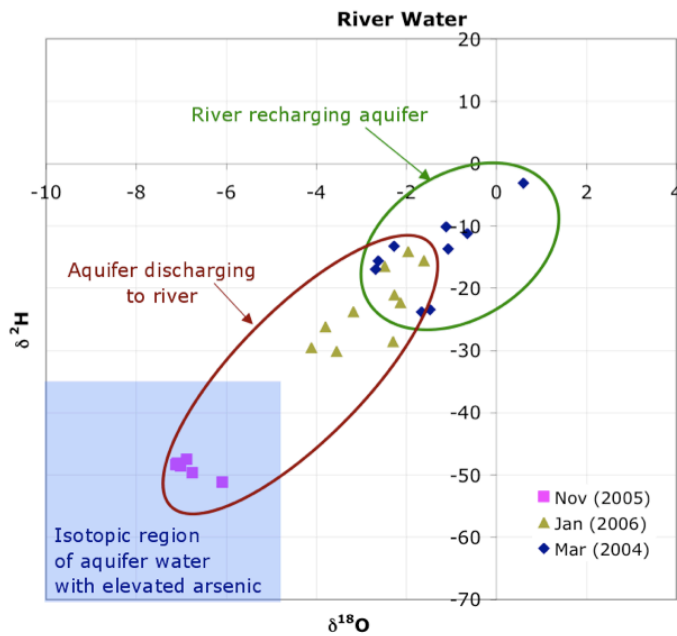 River Water
20
River recharging aquifer
0
-10
-8
-6
-4
-2
0
2
4
-10
Aquifer discharging
to river
-20
δ ²H
-30
-40
-50
Nov (2005)
Isotopic region
of aquifer water
with elevated arsenic
Jan (2006)
-60
Mar (2004)
-70
δ¹⁸O